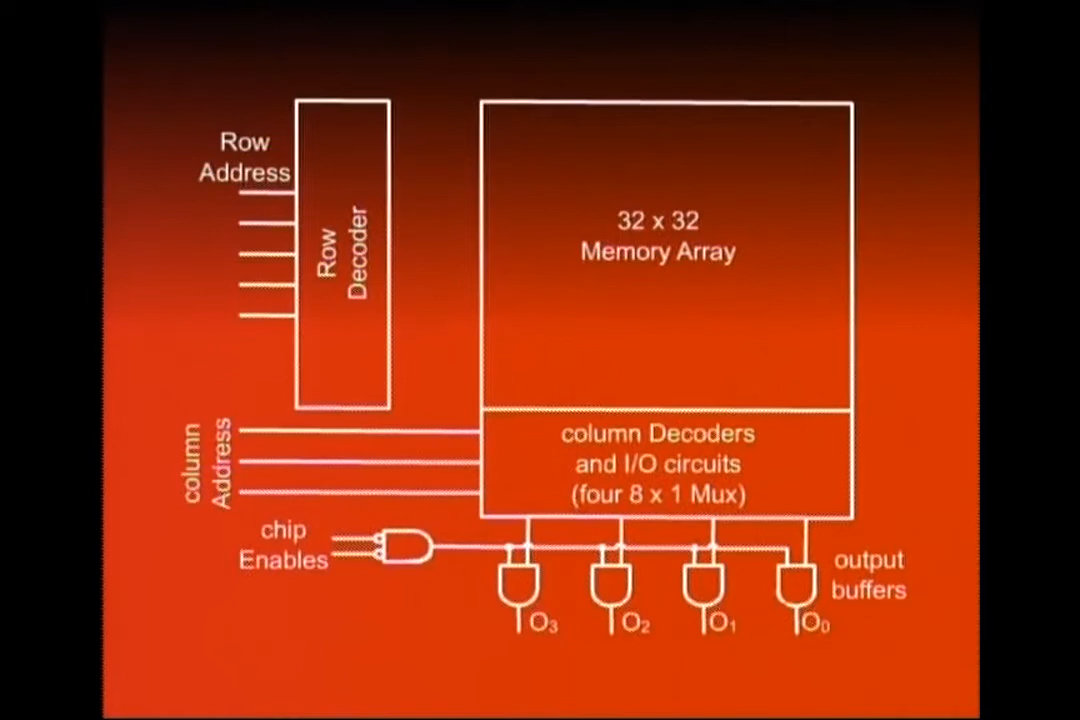 Row
Address
Row
Decoder
32 x 32
Memory Array
column
Address
column Decoders
and I/O circuits
(four 8 x 1 Mux)
chip
Enables
output
buffers
O₃
O₂
O₁
O₀